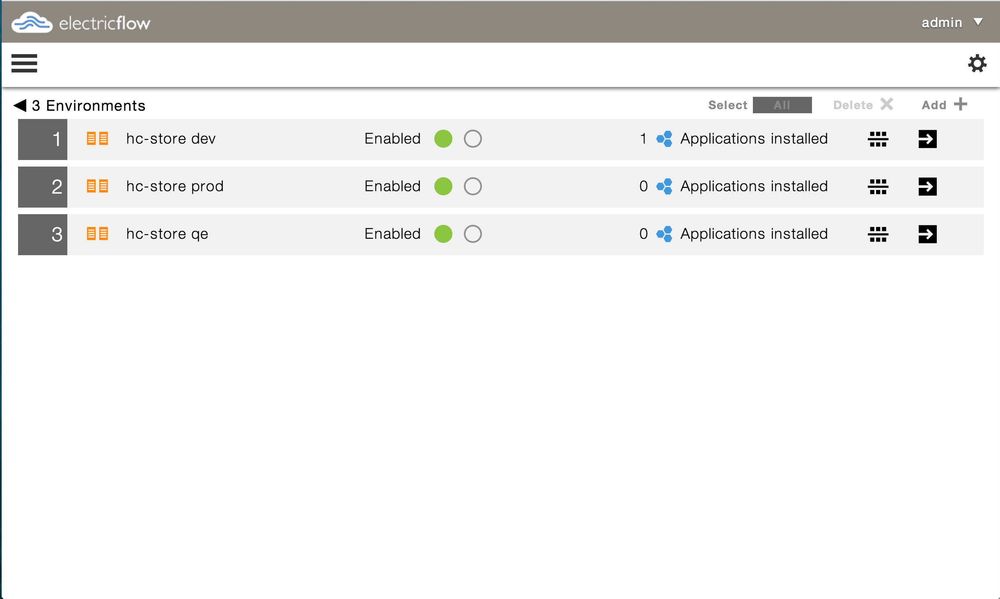 electricflow admin
3 Environments Select All Delete Add
1 hc-store dev Enabled 1 Applications installed
2 hc-store prod Enabled 0 Applications installed
3 hc-store qe Enabled 0 Applications installed